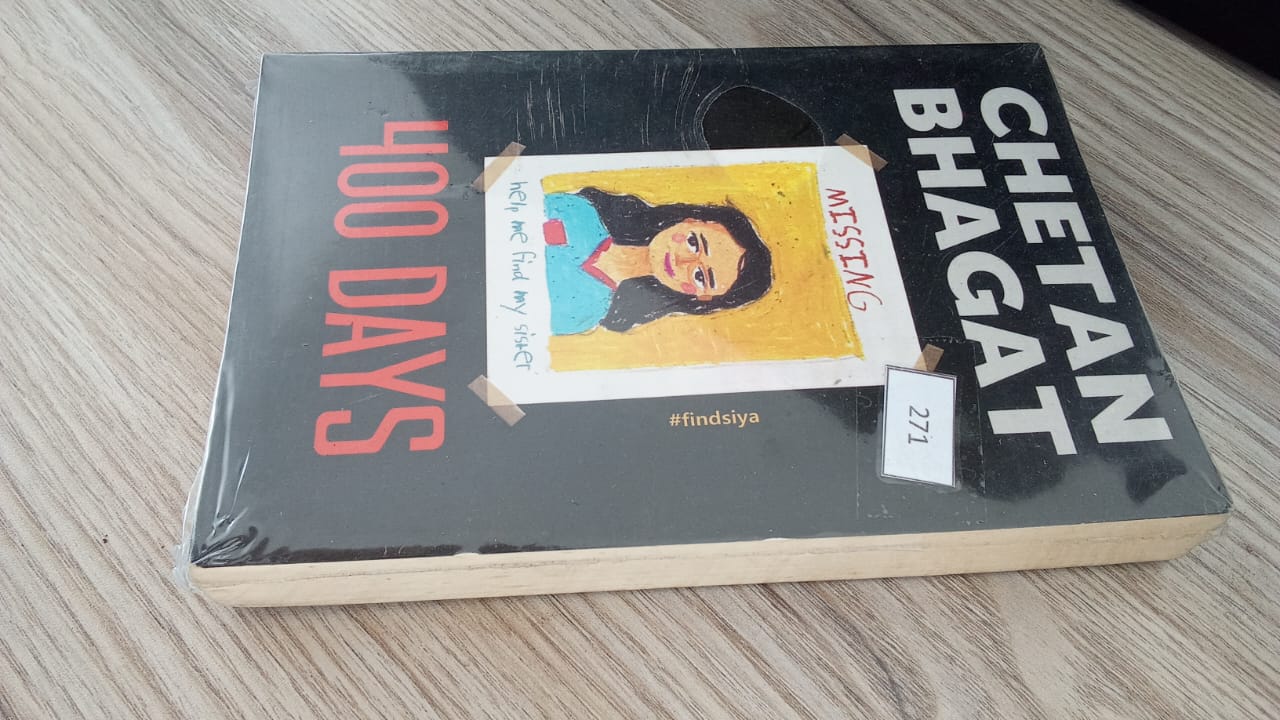 CHETAN
BHAGAT
271
MISSING
help me find my sister
#findsiya
400 DAYS